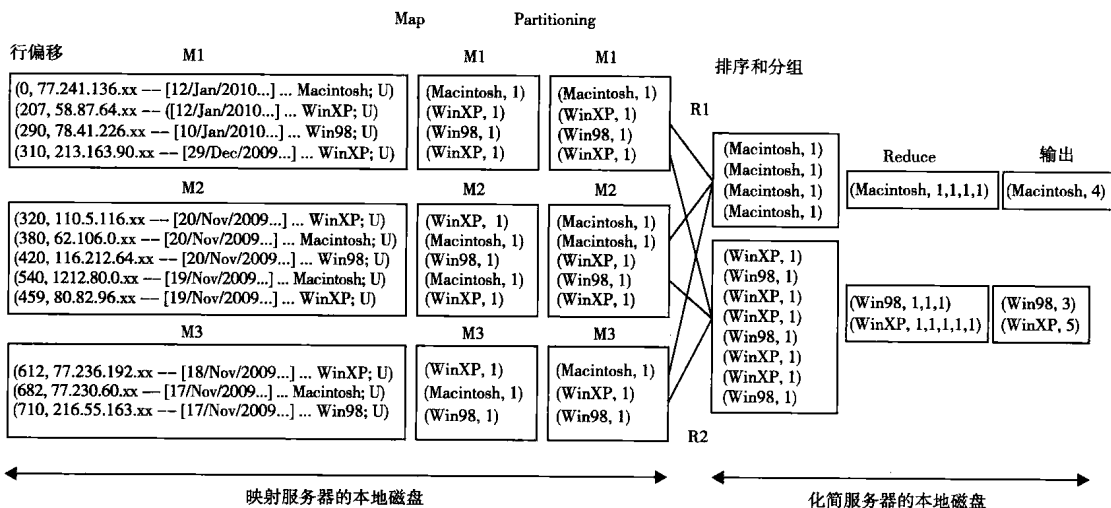 Map
Partitioning
行偏移
M1
M1
M1
(0, 77.241.136.xx — [12/Jan/2010...] ... Macintosh; U)
(207, 58.87.64.xx — ([12/Jan/2010...] ... WinXP; U)
(290, 78.41.226.xx — [10/Jan/2010...] ... Win98; U)
(310, 213.163.90.xx — [29/Dec/2009...] ... WinXP; U)
(Macintosh, 1)
(WinXP, 1)
(Win98, 1)
(WinXP, 1)
(Macintosh, 1)
(WinXP, 1)
(Win98, 1)
(WinXP, 1)
M2
M2
M2
(320, 110.5.116.xx — [20/Nov/2009...] ... WinXP; U)
(380, 62.106.0.xx — [20/Nov/2009...] ... Macintosh; U)
(420, 116.212.64.xx — [20/Nov/2009...] ... Win98; U)
(540, 1212.80.0.xx — [19/Nov/2009...] ... Macintosh; U)
(459, 80.82.96.xx — [19/Nov/2009...] ... WinXP; U)
(WinXP, 1)
(Macintosh, 1)
(Win98, 1)
(Macintosh, 1)
(WinXP, 1)
(Macintosh, 1)
(Macintosh, 1)
(WinXP, 1)
(Win98, 1)
(WinXP, 1)
M3
M3
M3
(612, 77.236.192.xx — [18/Nov/2009...] ... WinXP; U)
(682, 77.230.60.xx — [17/Nov/2009...] ... Macintosh; U)
(710, 216.55.163.xx — [17/Nov/2009...] ... Win98; U)
(WinXP, 1)
(Macintosh, 1)
(Win98, 1)
(Macintosh, 1)
(WinXP, 1)
(Win98, 1)
排序和分组
R1
(Macintosh, 1)
(Macintosh, 1)
(Macintosh, 1)
(Macintosh, 1)
Reduce
(Macintosh, 1,1,1,1)
输出
(Macintosh, 4)
(WinXP, 1)
(Win98, 1)
(WinXP, 1)
(WinXP, 1)
(Win98, 1)
(WinXP, 1)
(WinXP, 1)
(Win98, 1)
(Win98, 1,1,1)
(WinXP, 1,1,1,1,1)
(Win98, 3)
(WinXP, 5)
R2
映射服务器的本地磁盘
化简服务器的本地磁盘